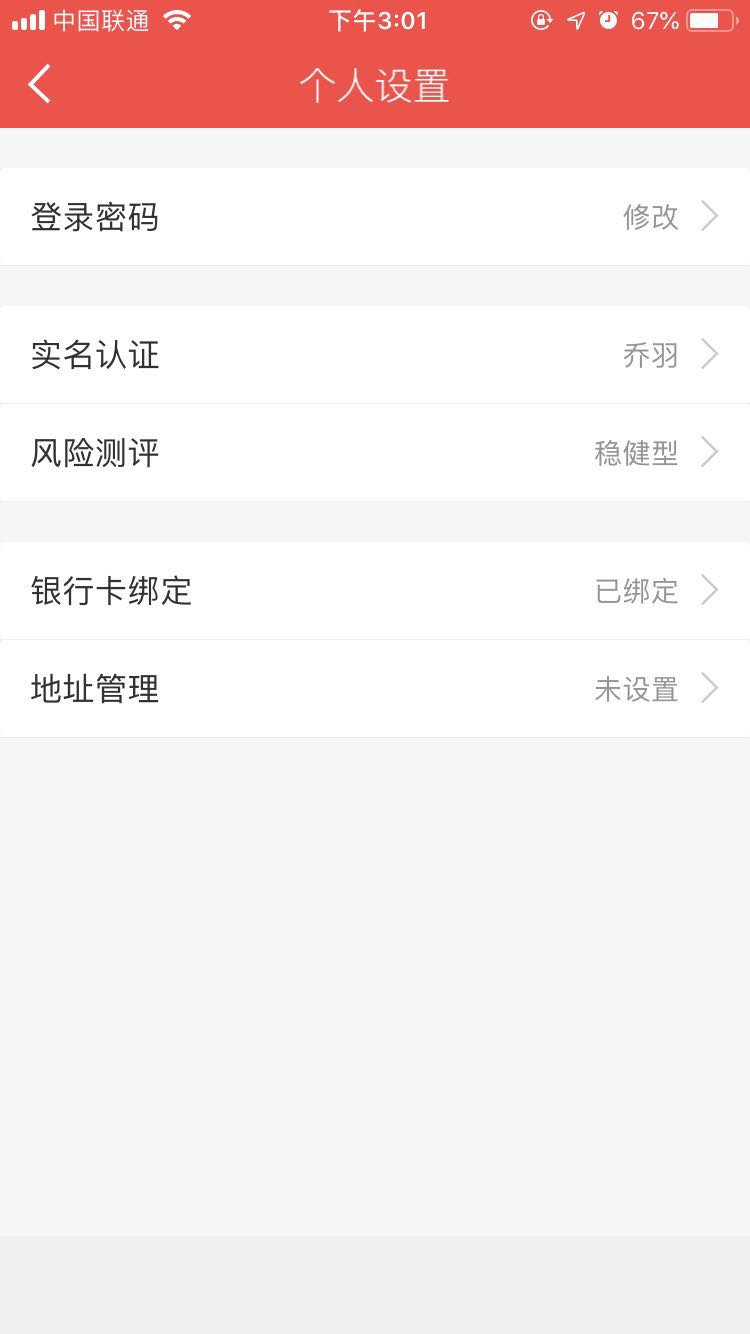 中国联通 下午3:01 67%
个人设置
登录密码 修改
实名认证 乔羽
风险测评 稳健型
银行卡绑定 已绑定
地址管理 未设置